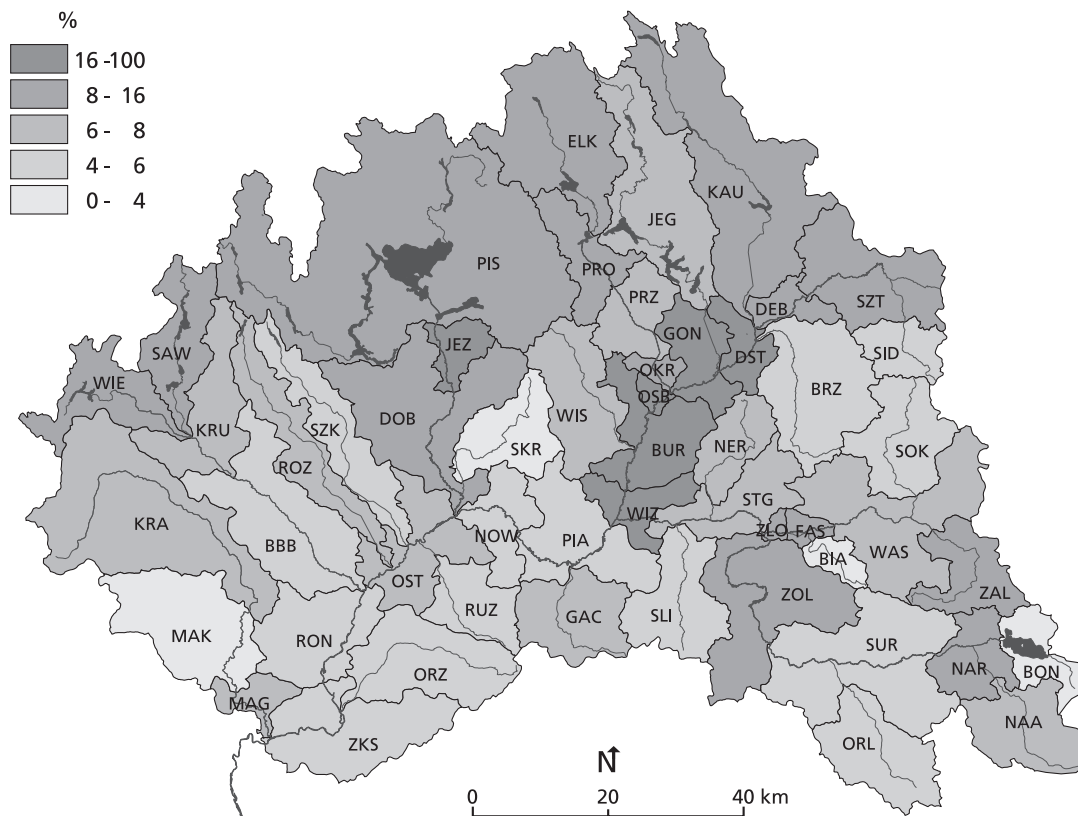 %
16 -100
8 - 16
6 - 8
4 - 6
0 - 4
ELK
KAU
JEG
PIS
PRO
PRZ
SZT
DEB
GON
JEZ
SAW
DST
SID
OKR
WIE
BRZ
OSB
DOB
WIS
KRU
SZK
SKR
BUR
NER
SOK
ROZ
STG
WIZ
KRA
ZLO
FAS
NOW
PIA
BBB
WAS
BIA
OST
ZOL
ZAL
RUZ
GAC
SLI
MAK
RON
SUR
NAR
BON
ORZ
MAG
NAA
ZKS
ORL
N
0 20 40 km